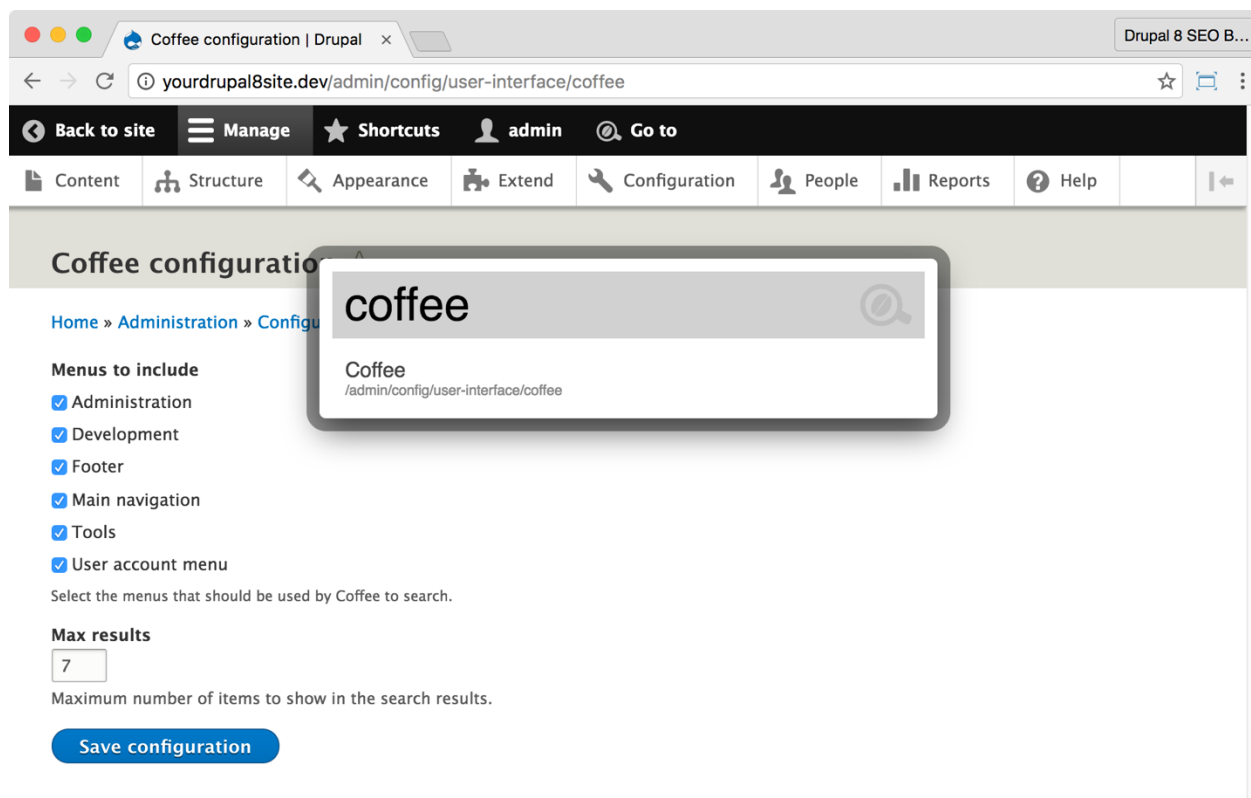 Coffee configuration | Drupal
Drupal 8 SEO B...
yourdrupal8site.dev/admin/config/user-interface/coffee
Back to site Manage Shortcuts admin Go to
Content Structure Appearance Extend Configuration People Reports Help
Coffee configuratio
coffee
Coffee
/admin/config/user-interface/coffee
Home » Administration » Configu
Menus to include
Administration
Development
Footer
Main navigation
Tools
User account menu
Select the menus that should be used by Coffee to search.
Max results
7
Maximum number of items to show in the search results.
Save configuration